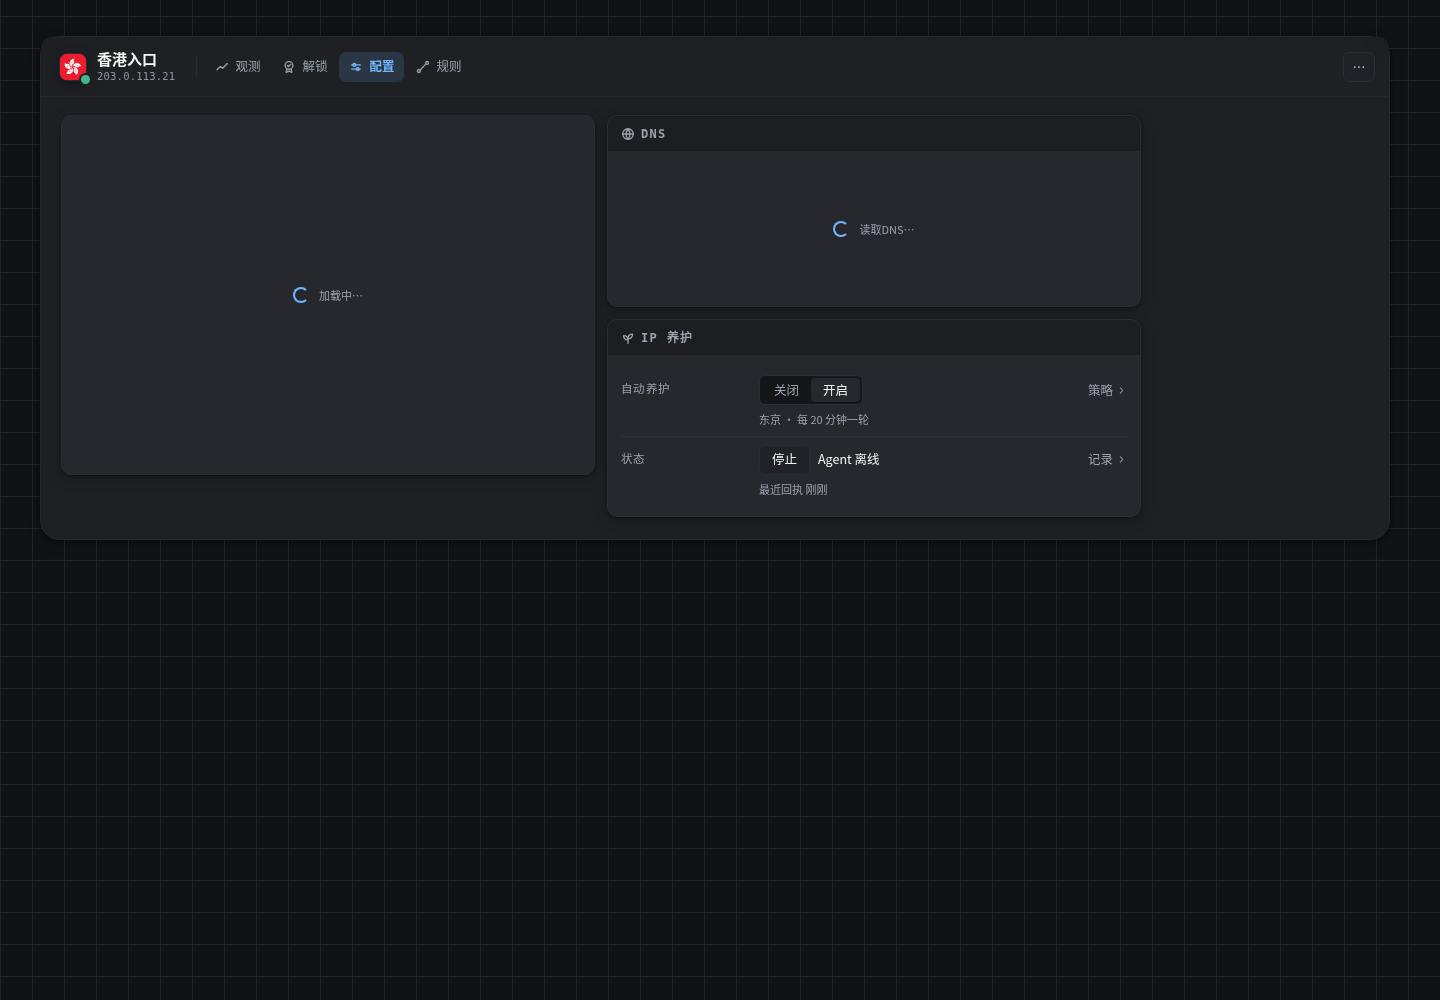 香港入口
203.0.113.21
观测
解锁
配置
规则
···
加载中···
DNS
读取DNS···
IP 养护
自动养护
关闭 开启
策略
东京 · 每 20 分钟一轮
状态
停止 Agent 离线
记录
最近回执 刚刚